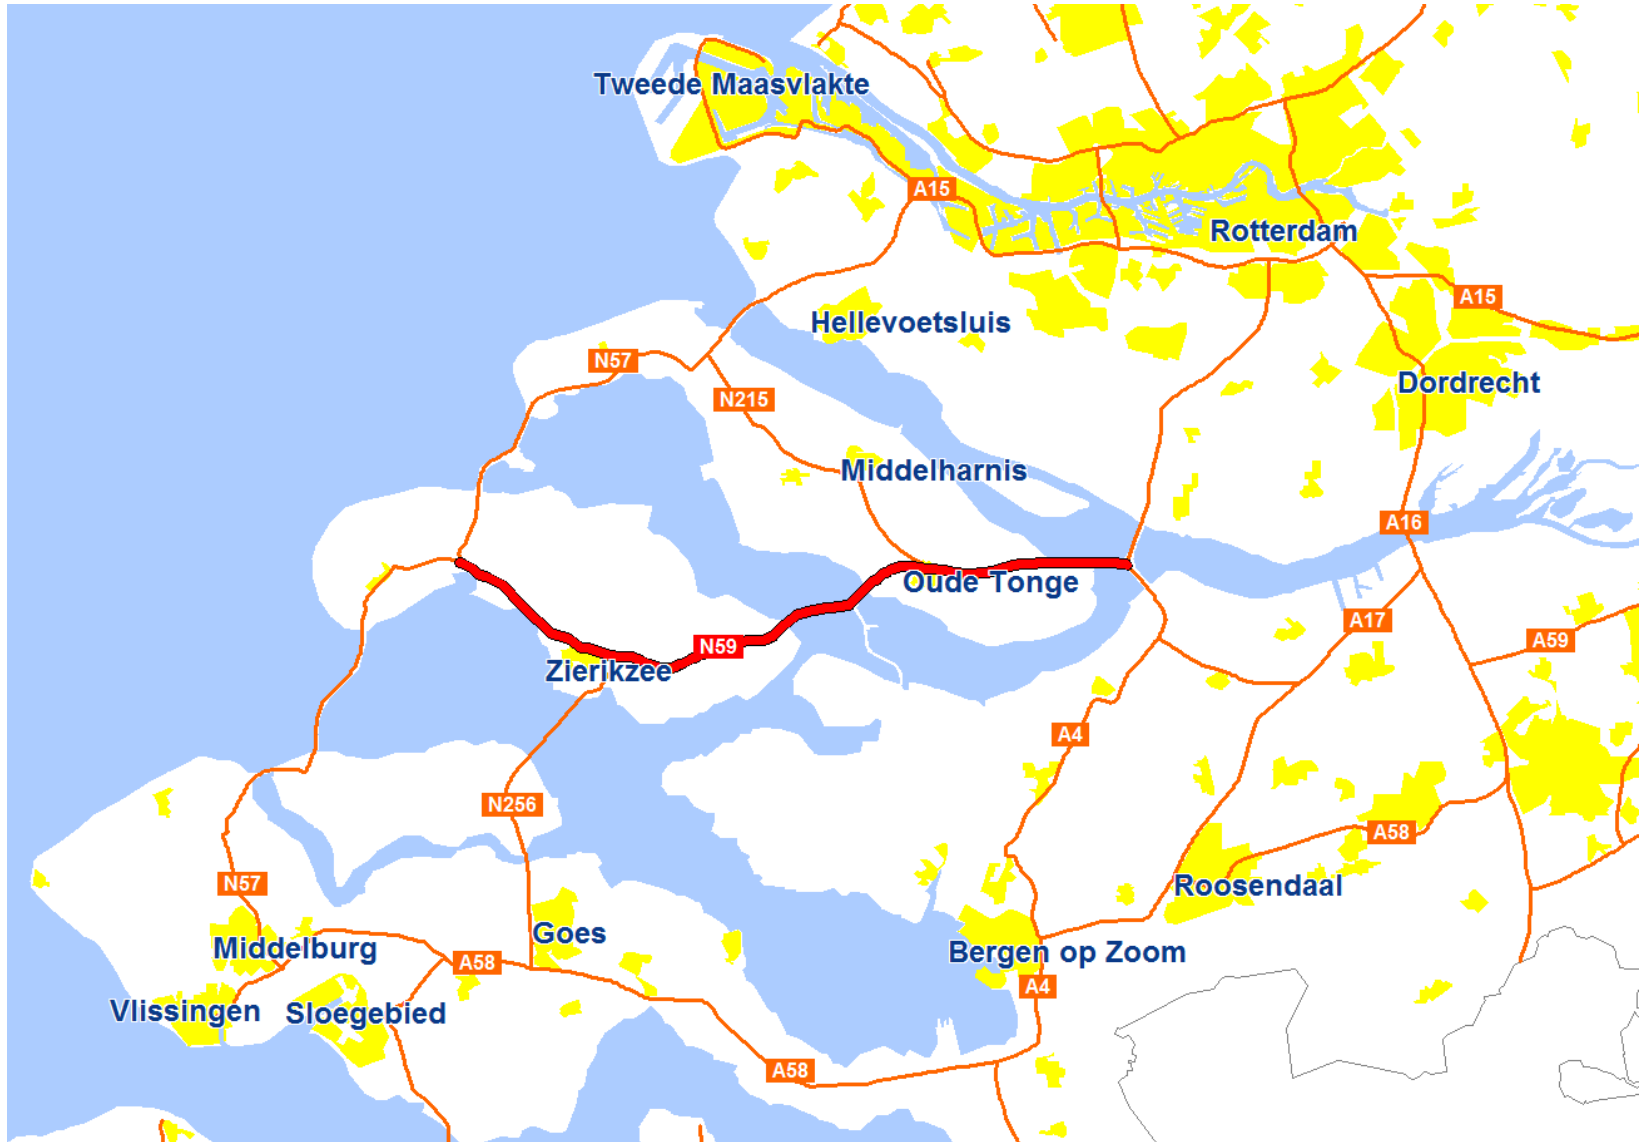 Tweede Maasvlakte
A15
Rotterdam
A15
Hellevoetsluis
N57
Dordrecht
N215
Middelharnis
A16
Oude Tonge
A17
A59
N59
Zierikzee
A4
N256
A58
N57
Roosendaal
Goes
Middelburg
Bergen op Zoom
A58
A4
Vlissingen
Sloegebied
A58